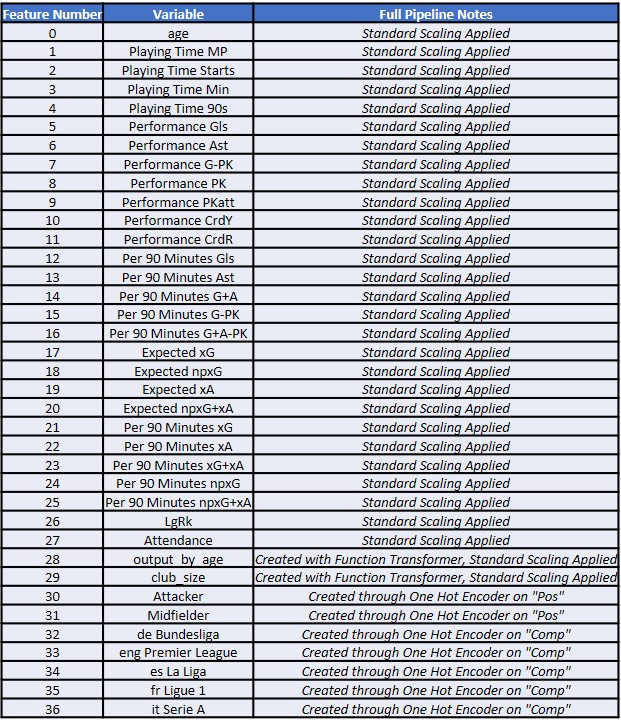 Feature Number Variable Full Pipeline Notes
0 age Standard Scaling Applied
1 Playing Time MP Standard Scaling Applied
2 Playing Time Starts Standard Scaling Applied
3 Playing Time Min Standard Scaling Applied
4 Playing Time 90s Standard Scaling Applied
5 Performance Gls Standard Scaling Applied
6 Performance Ast Standard Scaling Applied
7 Performance G-PK Standard Scaling Applied
8 Performance PK Standard Scaling Applied
9 Performance PKatt Standard Scaling Applied
10 Performance CrdY Standard Scaling Applied
11 Performance CrdR Standard Scaling Applied
12 Per 90 Minutes Gls Standard Scaling Applied
13 Per 90 Minutes Ast Standard Scaling Applied
14 Per 90 Minutes G+A Standard Scaling Applied
15 Per 90 Minutes G-PK Standard Scaling Applied
16 Per 90 Minutes G+A-PK Standard Scaling Applied
17 Expected xG Standard Scaling Applied
18 Expected npxG Standard Scaling Applied
19 Expected xA Standard Scaling Applied
20 Expected npxG+xA Standard Scaling Applied
21 Per 90 Minutes xG Standard Scaling Applied
22 Per 90 Minutes xA Standard Scaling Applied
23 Per 90 Minutes xG+xA Standard Scaling Applied
24 Per 90 Minutes npxG Standard Scaling Applied
25 Per 90 Minutes npxG+xA Standard Scaling Applied
26 LgRk Standard Scaling Applied
27 Attendance Standard Scaling Applied
28 output_by_age Created with Function Transformer, Standard Scaling Applied
29 club_size Created with Function Transformer, Standard Scaling Applied
30 Attacker Created through One Hot Encoder on "Pos"
31 Midfielder Created through One Hot Encoder on "Pos"
32 de Bundesliga Created through One Hot Encoder on "Comp"
33 eng Premier League Created through One Hot Encoder on "Comp"
34 es La Liga Created through One Hot Encoder on "Comp"
35 fr Ligue 1 Created through One Hot Encoder on "Comp"
36 it Serie A Created through One Hot Encoder on "Comp"